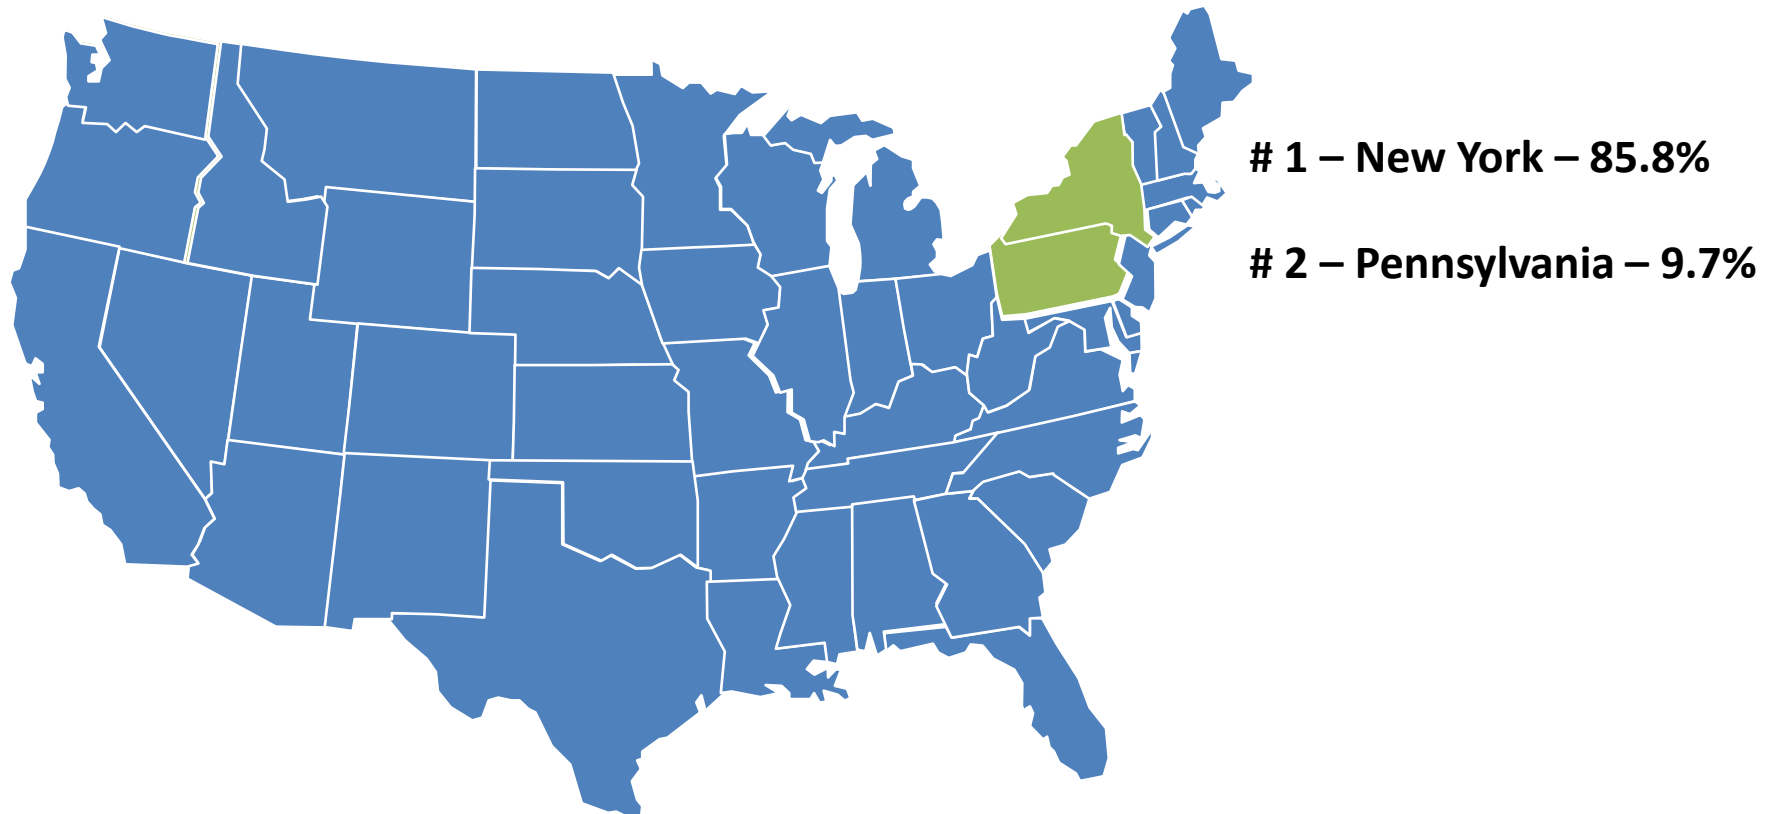 # 1 – New York – 85.8%
# 2 – Pennsylvania – 9.7%